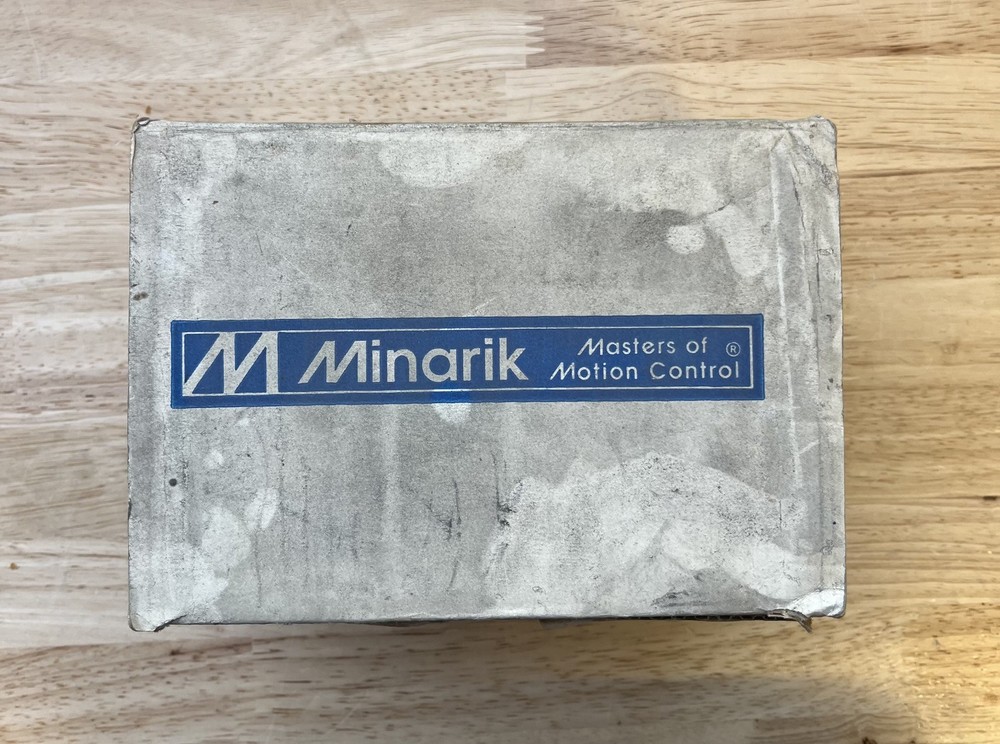 M Minarik
Masters of
Motion Control ®